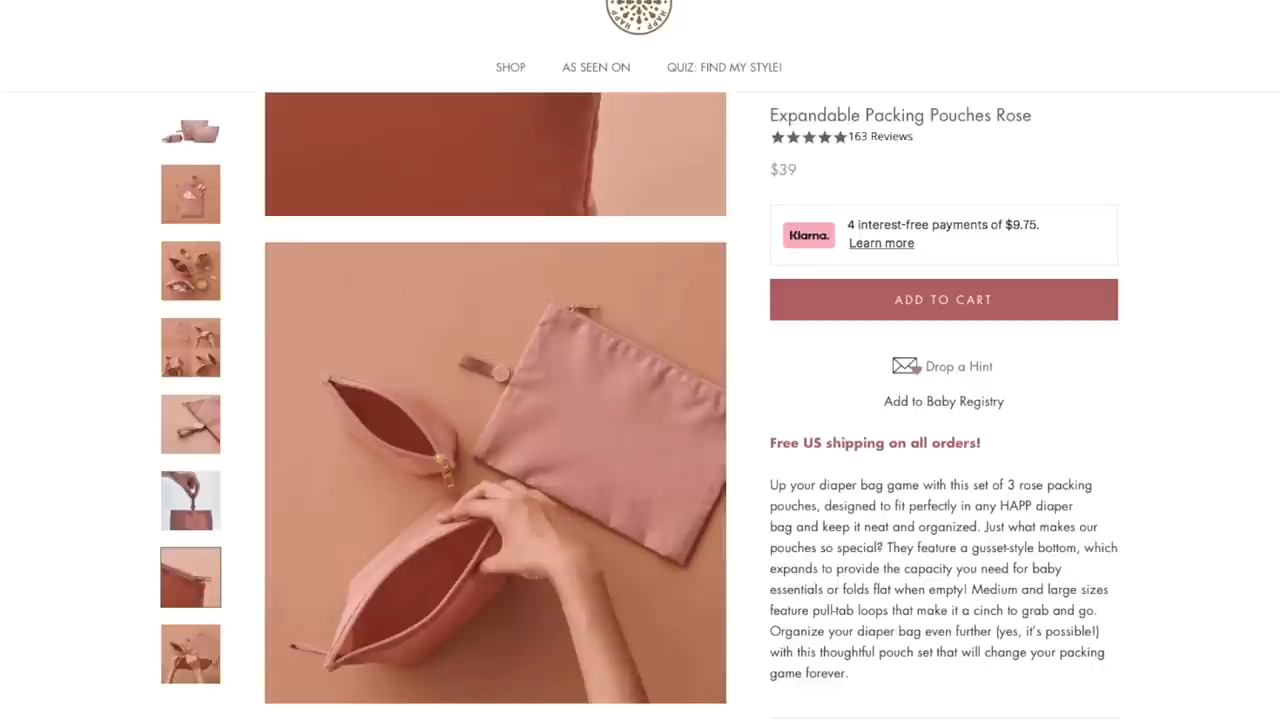 HAPP HAPP
SHOP
AS SEEN ON
QUIZ: FIND MY STYLE!
Expandable Packing Pouches Rose
163 Reviews
$39
Klarna.
4 interest-free payments of $9.75.
Learn more
ADD TO CART
Drop a Hint
Add to Baby Registry
Free US shipping on all orders!
Up your diaper bag game with this set of 3 rose packing
pouches, designed to fit perfectly in any HAPP diaper
bag and keep it neat and organized. Just what makes our
pouches so special? They feature a gusset-style bottom, which
expands to provide the capacity you need for baby
essentials or folds flat when empty! Medium and large sizes
feature pull-tab loops that make it a cinch to grab and go.
Organize your diaper bag even further (yes, it's possible!)
with this thoughtful pouch set that will change your packing
game forever.